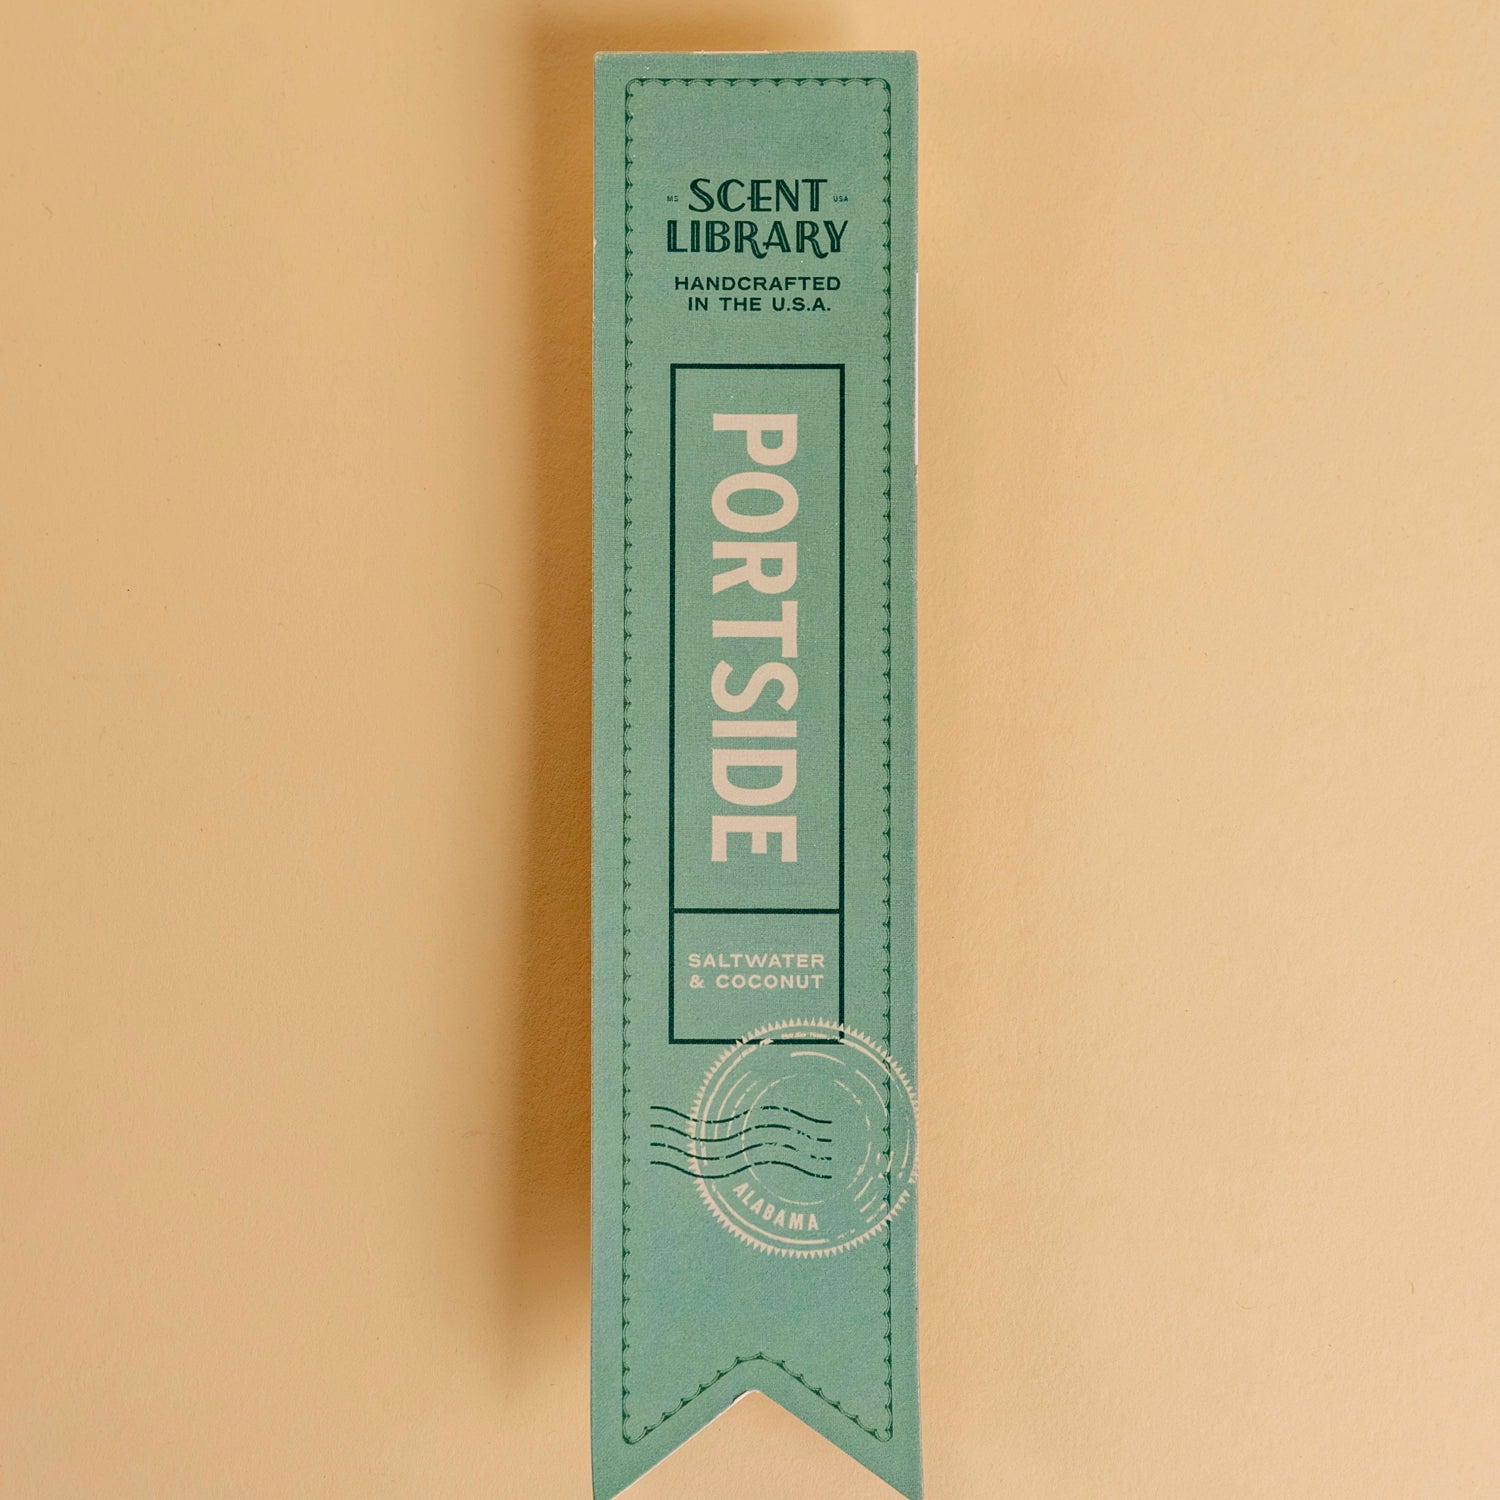 MS SCENT USA
LIBRARY
HANDCRAFTED
IN THE U.S.A.
PORTSIDE
SALTWATER
& COCONUT
ALABAMA